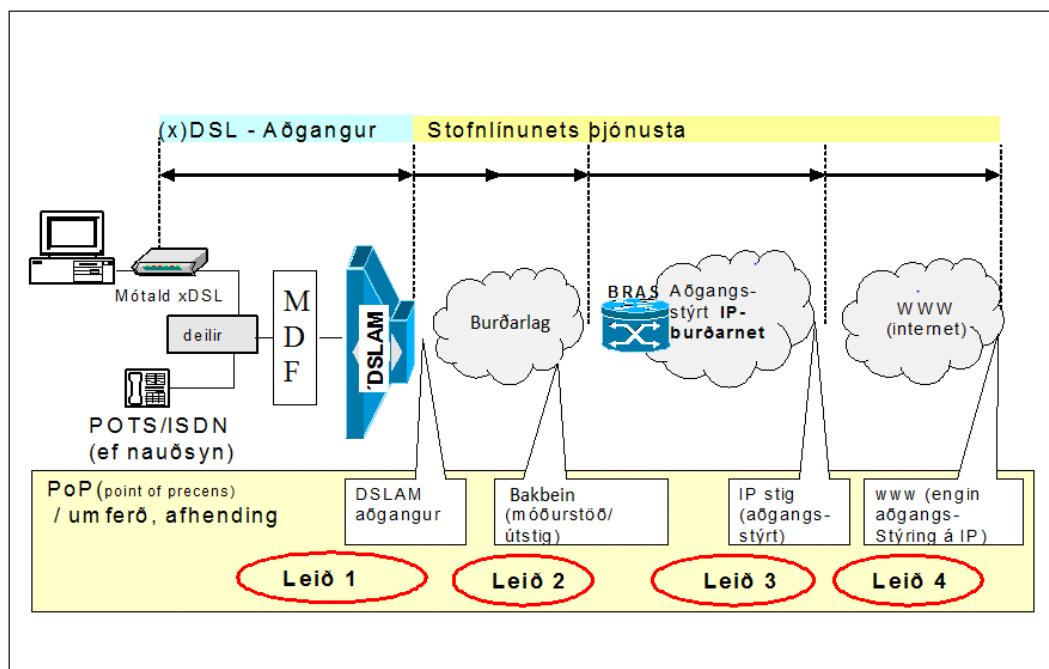 (x)DSL - Aðgangur
Stofnlínunets þjónusta
Mótald xDSL
deilir
POTS/ISDN
(ef nauðsyn)
M
D
F
DSLAM
Burðarlag
BRAS
Aðgangs-
stýrt IP-
burðarnet
WWW
(internet)
PoP(point of precens)
/ umferð, afhending
DSLAM
aðgangur
Bakbein
(móðurstöð/
útstig)
IP stig
(aðgangs-
stýrt)
www (engin
aðgangs-
Stýring á IP)
Leið 1
Leið 2
Leið 3
Leið 4